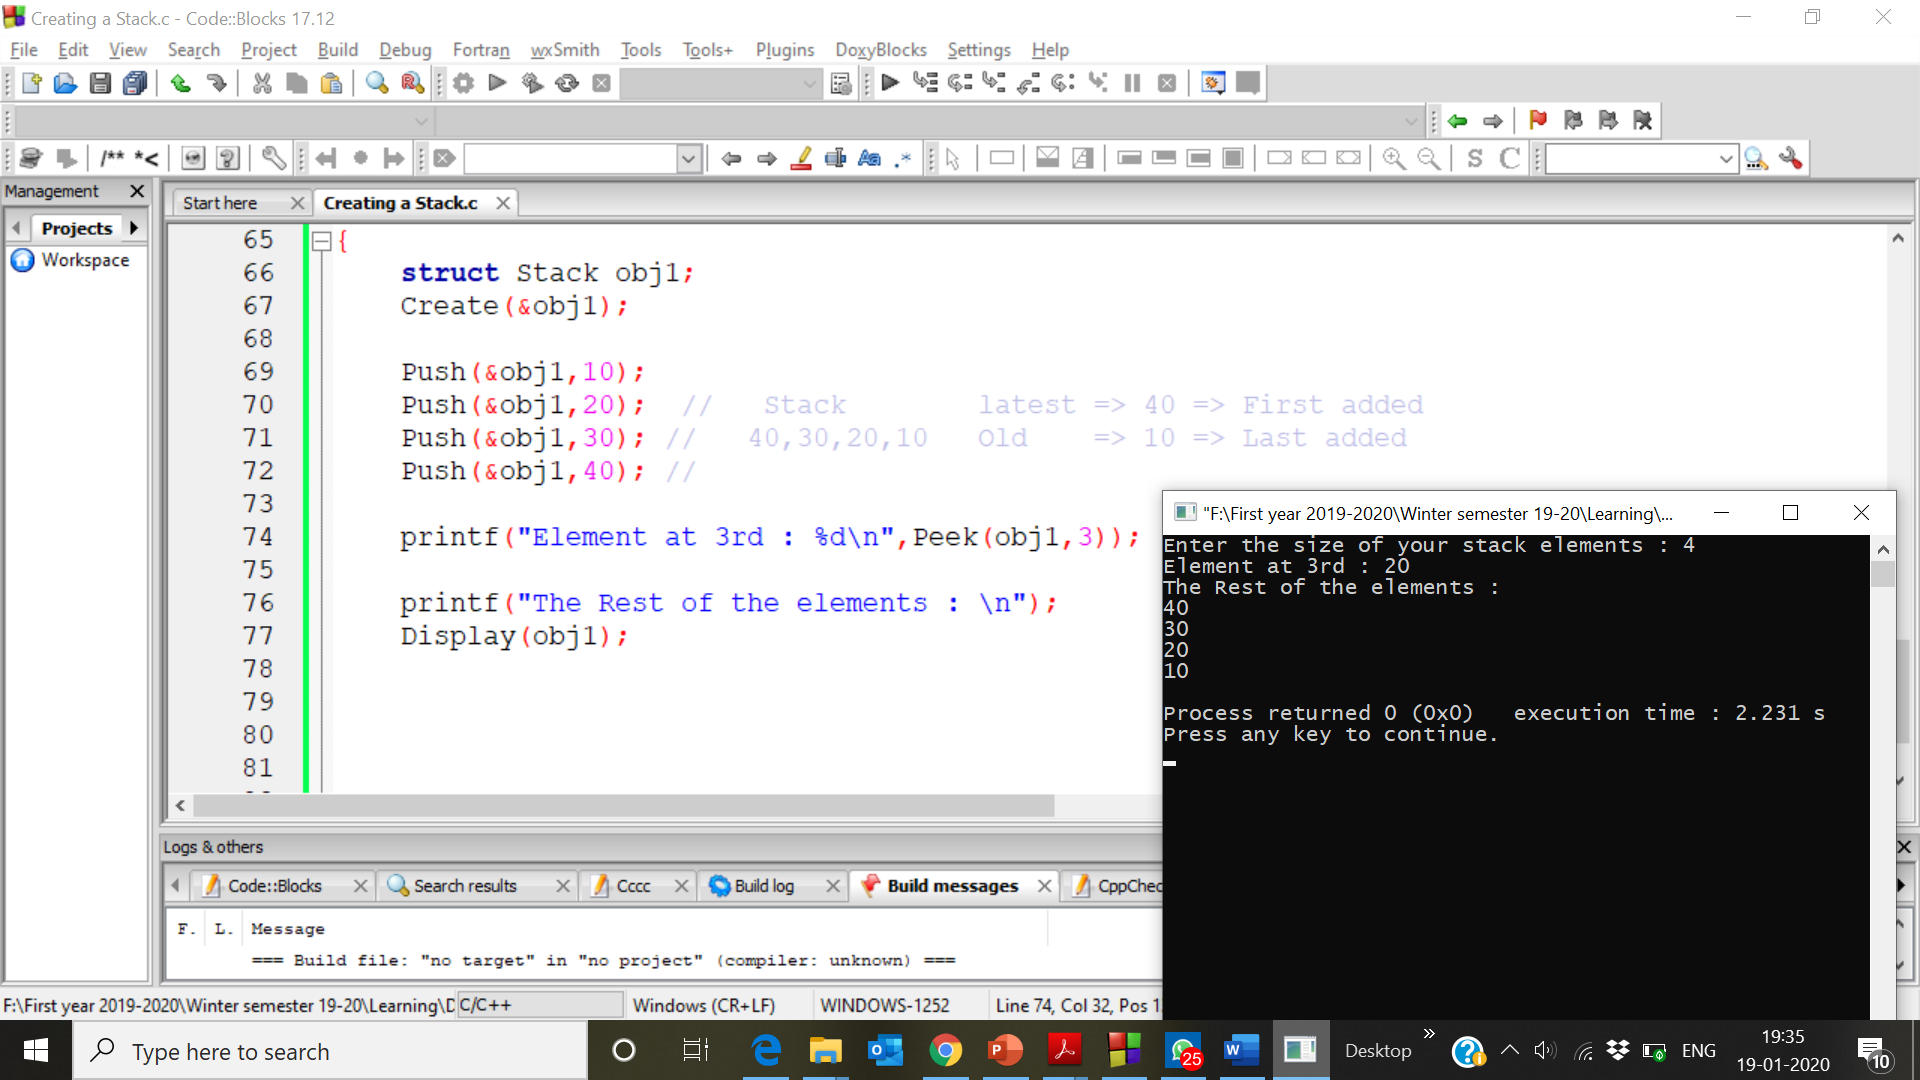 Creating a Stack.c - Code::Blocks 17.12
File Edit View Search Project Build Debug Fortran wxSmith Tools Tools+ Plugins DoxyBlocks Settings Help
/** *<
Aa .*
S C
Management
Start here Creating a Stack.c
Projects
Workspace
65 {
66 struct Stack obj1;
67 Create(&obj1);
68
69 Push(&obj1,10);
70 Push(&obj1,20); // Stack latest => 40 => First added
71 Push(&obj1,30); // 40,30,20,10 Old => 10 => Last added
72 Push(&obj1,40); //
73
74 printf("Element at 3rd : %d\n",Peek(obj1,3));
75
76 printf("The Rest of the elements : \n");
77 Display(obj1);
78
79
80
81
"F:\First year 2019-2020\Winter semester 19-20\Learning\...
Enter the size of your stack elements : 4
Element at 3rd : 20
The Rest of the elements :
40
30
20
10
Process returned 0 (0x0) execution time : 2.231 s
Press any key to continue.
Logs & others
Code::Blocks Search results Cccc Build log Build messages CppChec
F. L. Message
=== Build file: "no target" in "no project" (compiler: unknown) ===
F:\First year 2019-2020\Winter semester 19-20\Learning\D C/C++ Windows (CR+LF) WINDOWS-1252 Line 74, Col 32, Pos 1
Type here to search
25
Desktop
ENG
19:35
19-01-2020
10